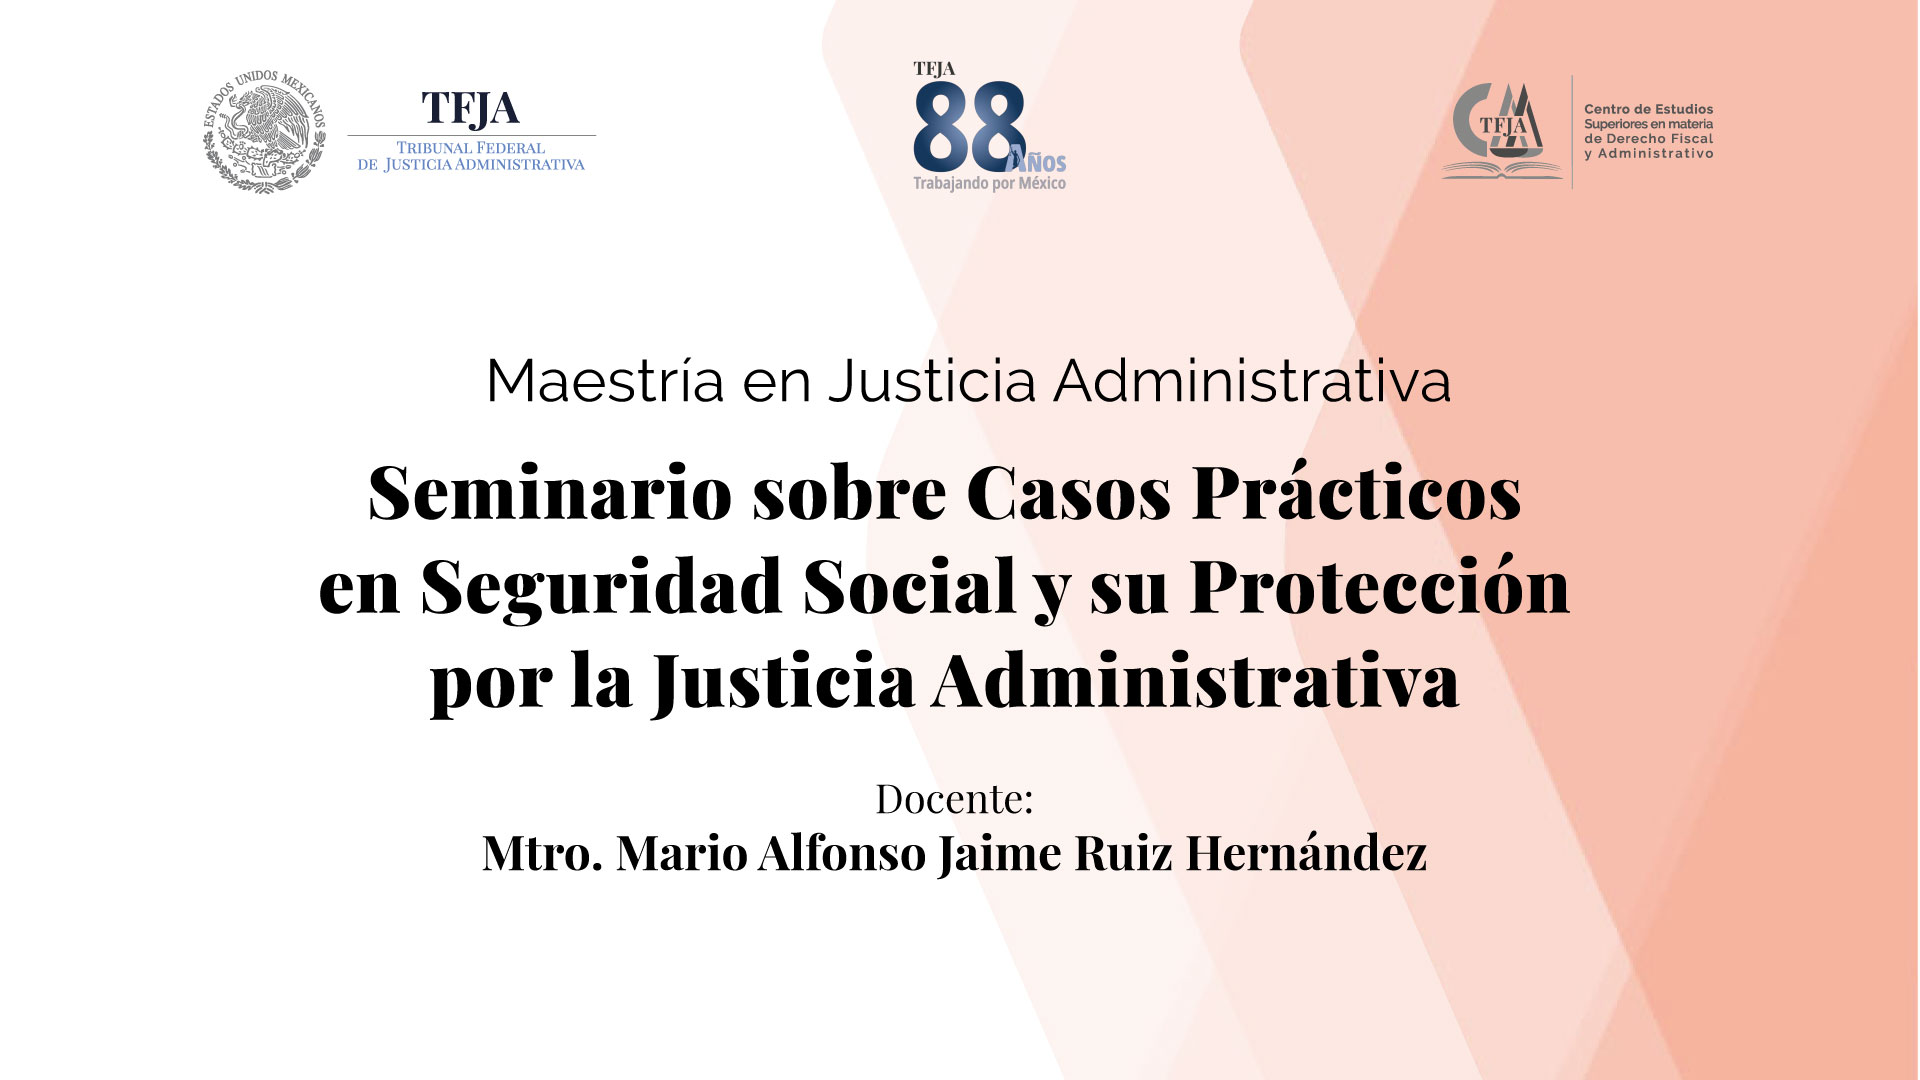 ESTADOS UNIDOS MEXICANOS
TFJA
TRIBUNAL FEDERAL
DE JUSTICIA ADMINISTRATIVA
TFJA
88
Años
Trabajando por México
TFJA
Centro de Estudios
Superiores en materia
de Derecho Fiscal
y Administrativo
Maestría en Justicia Administrativa
Seminario sobre Casos Prácticos
en Seguridad Social y su Protección
por la Justicia Administrativa
Docente:
Mtro. Mario Alfonso Jaime Ruiz Hernández